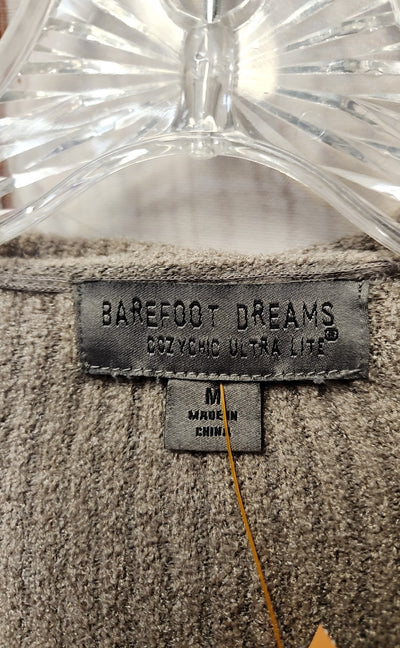 BAREFOOT DREAMS®
COZYCHIC ULTRA LITE
M
MADE IN
CHINA